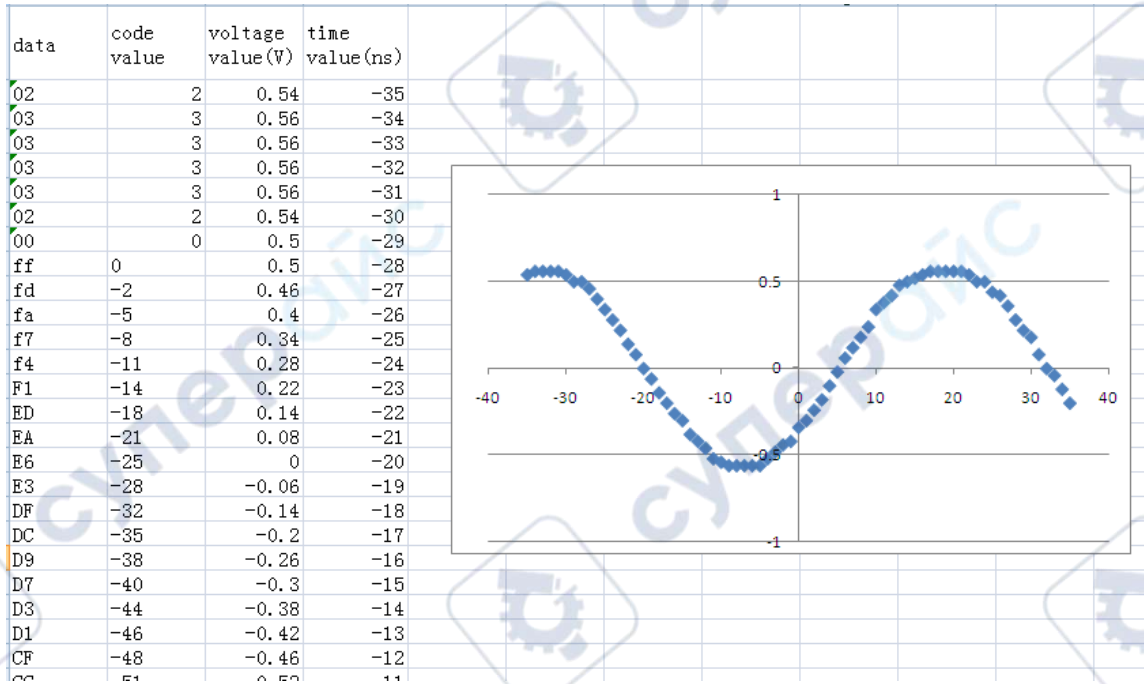 data code value voltage value(V) time value(ns)
02 2 0.54 -35
03 3 0.56 -34
03 3 0.56 -33
03 3 0.56 -32
03 3 0.56 -31
02 2 0.54 -30
00 0 0.5 -29
ff 0 0.5 -28
fd -2 0.46 -27
fa -5 0.4 -26
f7 -8 0.34 -25
f4 -11 0.28 -24
F1 -14 0.22 -23
ED -18 0.14 -22
EA -21 0.08 -21
E6 -25 0 -20
E3 -28 -0.06 -19
DF -32 -0.14 -18
DC -35 -0.2 -17
D9 -38 -0.26 -16
D7 -40 -0.3 -15
D3 -44 -0.38 -14
D1 -46 -0.42 -13
CF -48 -0.46 -12
1
0.5
0
-0.5
-1
-40 -30 -20 -10 0 10 20 30 40
суперайс
суперайс